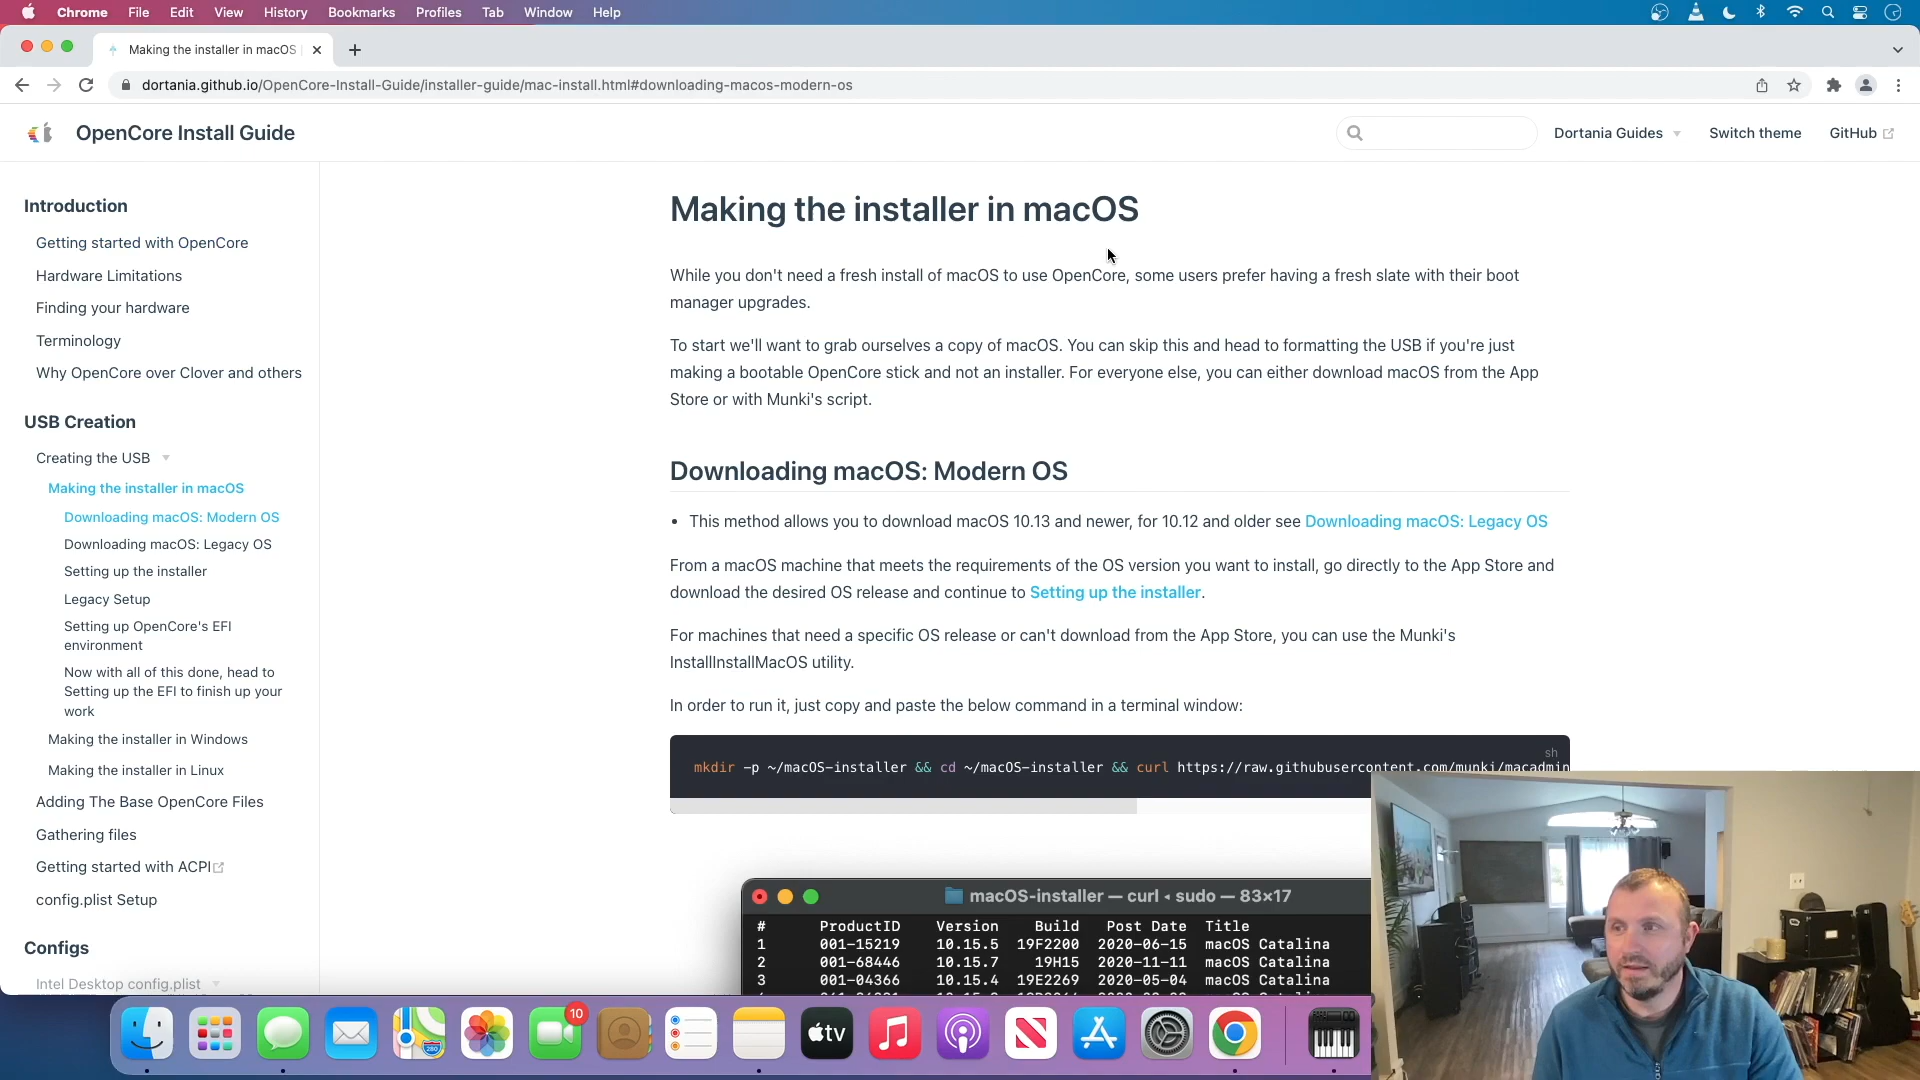 Chrome File Edit View History Bookmarks Profiles Tab Window Help
Making the installer in macOS
dortania.github.io/OpenCore-Install-Guide/installer-guide/mac-install.html#downloading-macos-modern-os
OpenCore Install Guide
Dortania Guides
Switch theme
GitHub
Introduction
Getting started with OpenCore
Hardware Limitations
Finding your hardware
Terminology
Why OpenCore over Clover and others
USB Creation
Creating the USB
Making the installer in macOS
Downloading macOS: Modern OS
Downloading macOS: Legacy OS
Setting up the installer
Legacy Setup
Setting up OpenCore's EFI
environment
Now with all of this done, head to
Setting up the EFI to finish up your
work
Making the installer in Windows
Making the installer in Linux
Adding The Base OpenCore Files
Gathering files
Getting started with ACPI
config.plist Setup
Configs
Intel Desktop config.plist
Making the installer in macOS
While you don't need a fresh install of macOS to use OpenCore, some users prefer having a fresh slate with their boot
manager upgrades.
To start we'll want to grab ourselves a copy of macOS. You can skip this and head to formatting the USB if you're just
making a bootable OpenCore stick and not an installer. For everyone else, you can either download macOS from the App
Store or with Munki's script.
Downloading macOS: Modern OS
• This method allows you to download macOS 10.13 and newer, for 10.12 and older see Downloading macOS: Legacy OS
From a macOS machine that meets the requirements of the OS version you want to install, go directly to the App Store and
download the desired OS release and continue to Setting up the installer.
For machines that need a specific OS release or can't download from the App Store, you can use the Munki's
InstallInstallMacOS utility.
In order to run it, just copy and paste the below command in a terminal window:
sh
mkdir -p ~/macOS-installer && cd ~/macOS-installer && curl https://raw.githubusercontent.com/munki/macadmin
macOS-installer — curl ◂ sudo — 83×17
# ProductID Version Build Post Date Title
1 001-15219 10.15.5 19F2200 2020-06-15 macOS Catalina
2 001-68446 10.15.7 19H15 2020-11-11 macOS Catalina
3 001-04366 10.15.4 19E2269 2020-05-04 macOS Catalina
280
10
tv